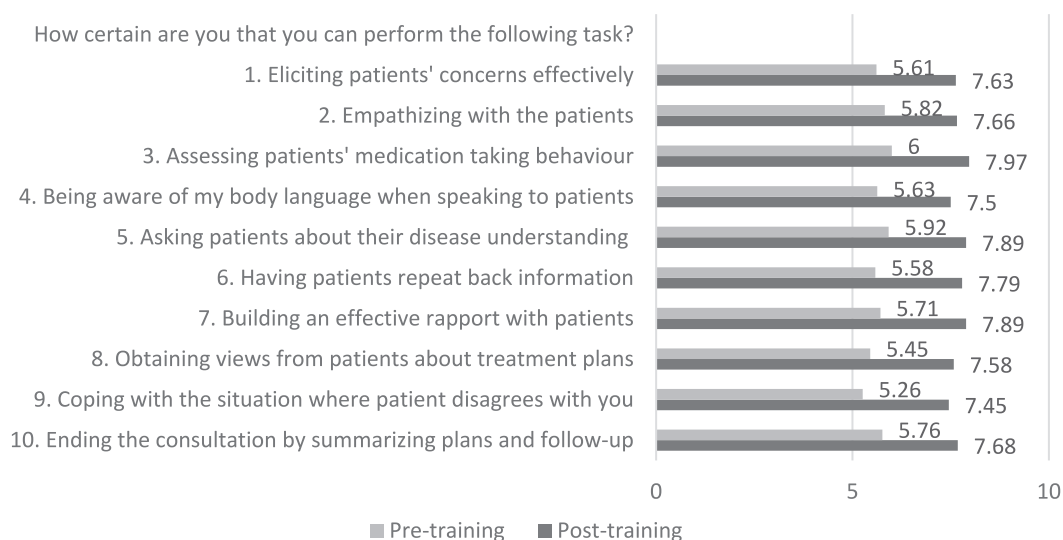 How certain are you that you can perform the following task?
1. Eliciting patients' concerns effectively
5.61
7.63
2. Empathizing with the patients
5.82
7.66
3. Assessing patients' medication taking behaviour
6
7.97
4. Being aware of my body language when speaking to patients
5.63
7.5
5. Asking patients about their disease understanding
5.92
7.89
6. Having patients repeat back information
5.58
7.79
7. Building an effective rapport with patients
5.71
7.89
8. Obtaining views from patients about treatment plans
5.45
7.58
9. Coping with the situation where patient disagrees with you
5.26
7.45
10. Ending the consultation by summarizing plans and follow-up
5.76
7.68
0 5 10
Pre-training Post-training